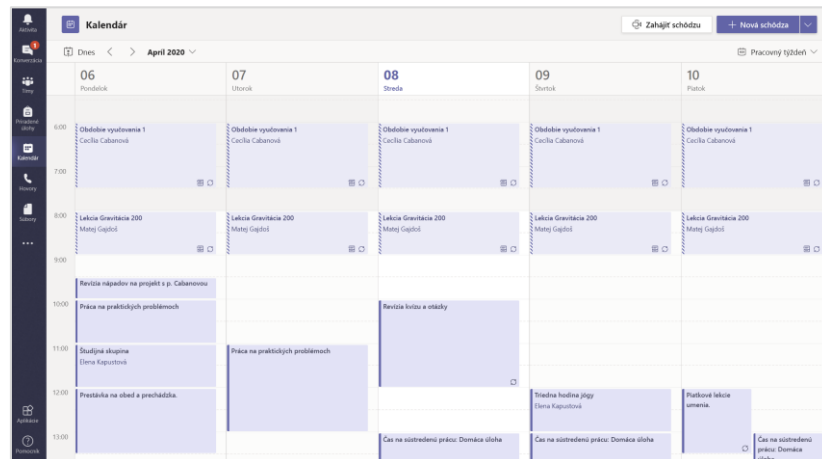 Aktivita
1
Konverzácia
Tímy
Priradené
úlohy
Kalendár
Hovory
Súbory
Aplikácie
Pomocník
Kalendár
Zahájiť schôdzu
+ Nová schôdza
Dnes
April 2020
Pracovný týždeň
06
Pondelok
07
Utorok
08
Streda
09
Štvrtok
10
Piatok
6:00
7:00
8:00
9:00
10:00
11:00
12:00
13:00
Obdobie vyučovania 1
Cecília Cabanová
Lekcia Gravitácia 200
Matej Gajdoš
Revízia nápadov na projekt s p. Cabanovou
Práca na praktických problémoch
Študijná skupina
Elena Kapustová
Prestávka na obed a prechádzka.
Obdobie vyučovania 1
Cecília Cabanová
Lekcia Gravitácia 200
Matej Gajdoš
Práca na praktických problémoch
Obdobie vyučovania 1
Cecília Cabanová
Lekcia Gravitácia 200
Matej Gajdoš
Revízia kvízu a otázky
Čas na sústredenú prácu: Domáca úloha
Obdobie vyučovania 1
Cecília Cabanová
Lekcia Gravitácia 200
Matej Gajdoš
Triedna hodina jógy
Elena Kapustová
Čas na sústredenú prácu: Domáca úloha
Obdobie vyučovania 1
Cecília Cabanová
Lekcia Gravitácia 200
Matej Gajdoš
Piatkové lekcie
umenia.
Čas na sústredenú
prácu: Domáca
úloha